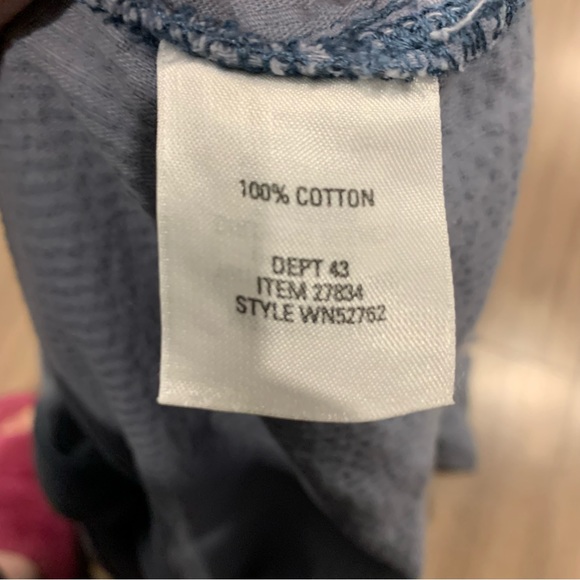 100% COTTON
DEPT 43
ITEM 27834
STYLE WN52762